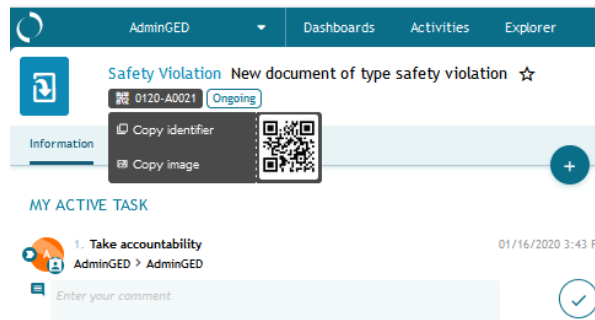 AdminGED Dashboards Activities Explorer
Safety Violation New document of type safety violation
0120-A0021 Ongoing
Copy identifier
Information
Copy image
MY ACTIVE TASK
1. Take accountability 01/16/2020 3:43
AdminGED > AdminGED
Enter your comment